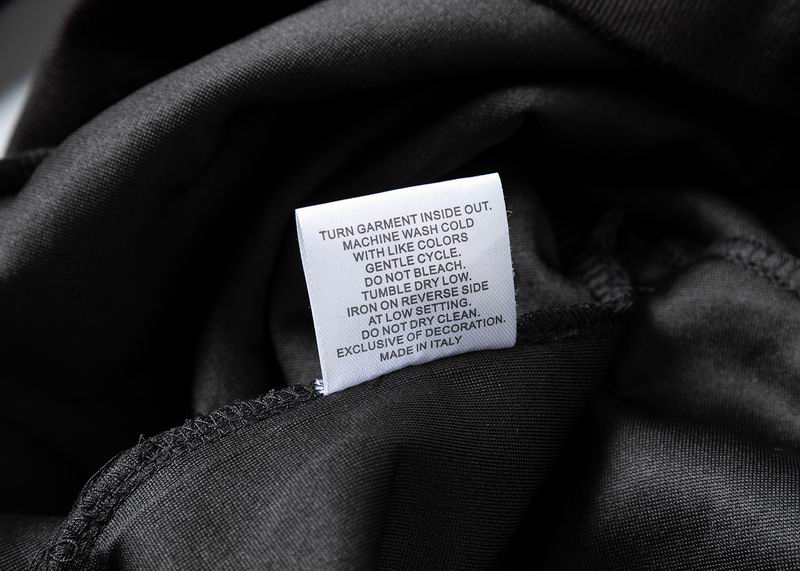 TURN GARMENT INSIDE OUT.
MACHINE WASH COLD
WITH LIKE COLORS
GENTLE CYCLE.
DO NOT BLEACH.
TUMBLE DRY LOW.
IRON ON REVERSE SIDE
AT LOW SETTING.
DO NOT DRY CLEAN.
EXCLUSIVE OF DECORATION.
MADE IN ITALY